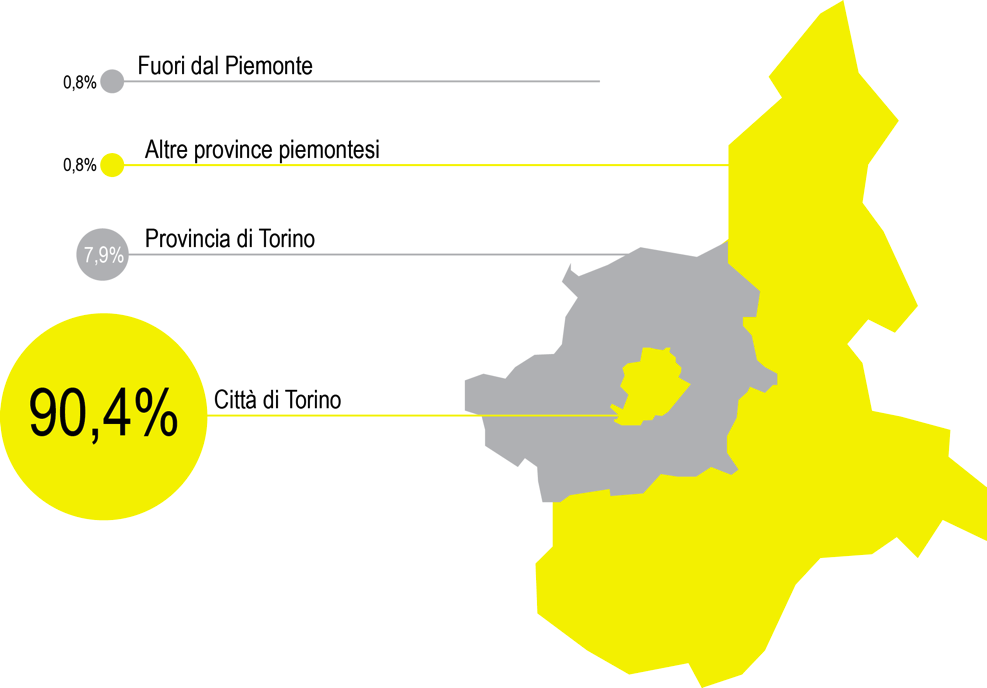 Fuori dal Piemonte
0,8%
Altre province piemontesi
0,8%
Provincia di Torino
7,9%
Città di Torino
90,4%